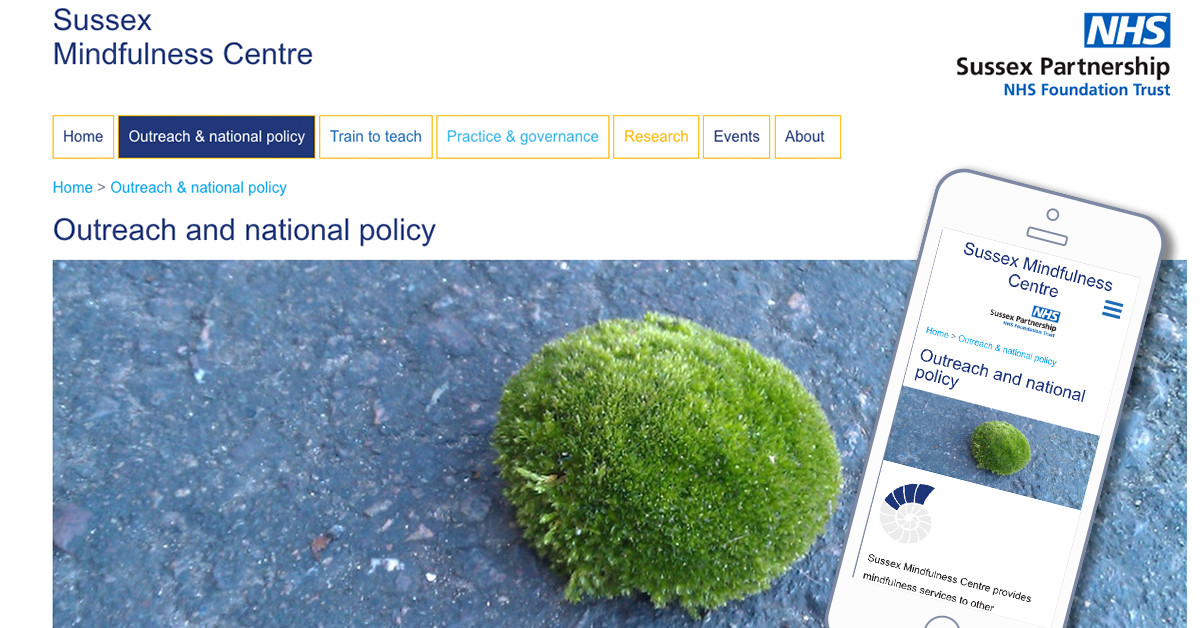 Sussex
Mindfulness Centre
NHS
Sussex Partnership
NHS Foundation Trust
Home
Outreach & national policy
Train to teach
Practice & governance
Research
Events
About
Home > Outreach & national policy
Outreach and national policy
Sussex Mindfulness
Centre
NHS
Sussex Partnership
NHS Foundation Trust
Home > Outreach & national policy
Outreach and national
policy
Sussex Mindfulness Centre provides
mindfulness services to other